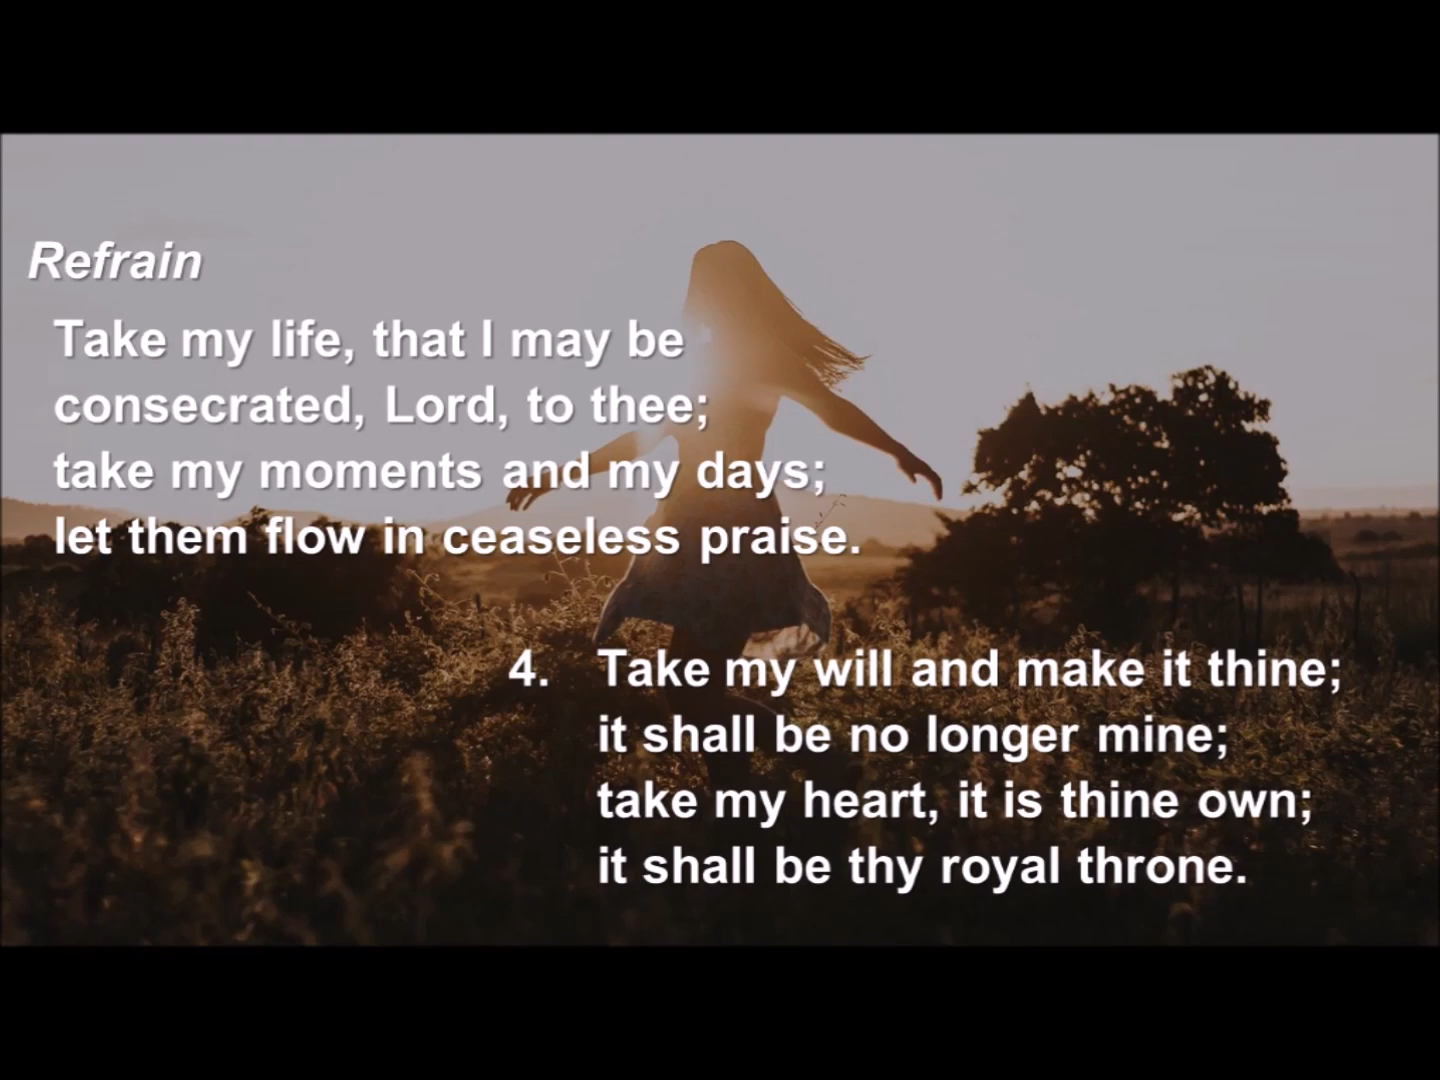 Refrain
Take my life, that I may be
consecrated, Lord, to thee;
take my moments and my days;
let them flow in ceaseless praise.
4. Take my will and make it thine;
it shall be no longer mine;
take my heart, it is thine own;
it shall be thy royal throne.